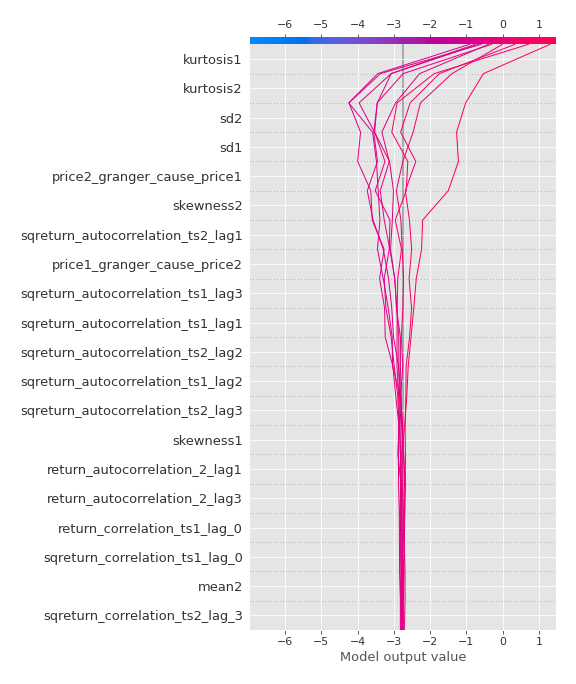 −6 −5 −4 −3 −2 −1 0 1
kurtosis1
kurtosis2
sd2
sd1
price2_granger_cause_price1
skewness2
sqreturn_autocorrelation_ts2_lag1
price1_granger_cause_price2
sqreturn_autocorrelation_ts1_lag3
sqreturn_autocorrelation_ts1_lag1
sqreturn_autocorrelation_ts2_lag2
sqreturn_autocorrelation_ts1_lag2
sqreturn_autocorrelation_ts2_lag3
skewness1
return_autocorrelation_2_lag1
return_autocorrelation_2_lag3
return_correlation_ts1_lag_0
sqreturn_correlation_ts1_lag_0
mean2
sqreturn_correlation_ts2_lag_3
−6 −5 −4 −3 −2 −1 0 1
Model output value